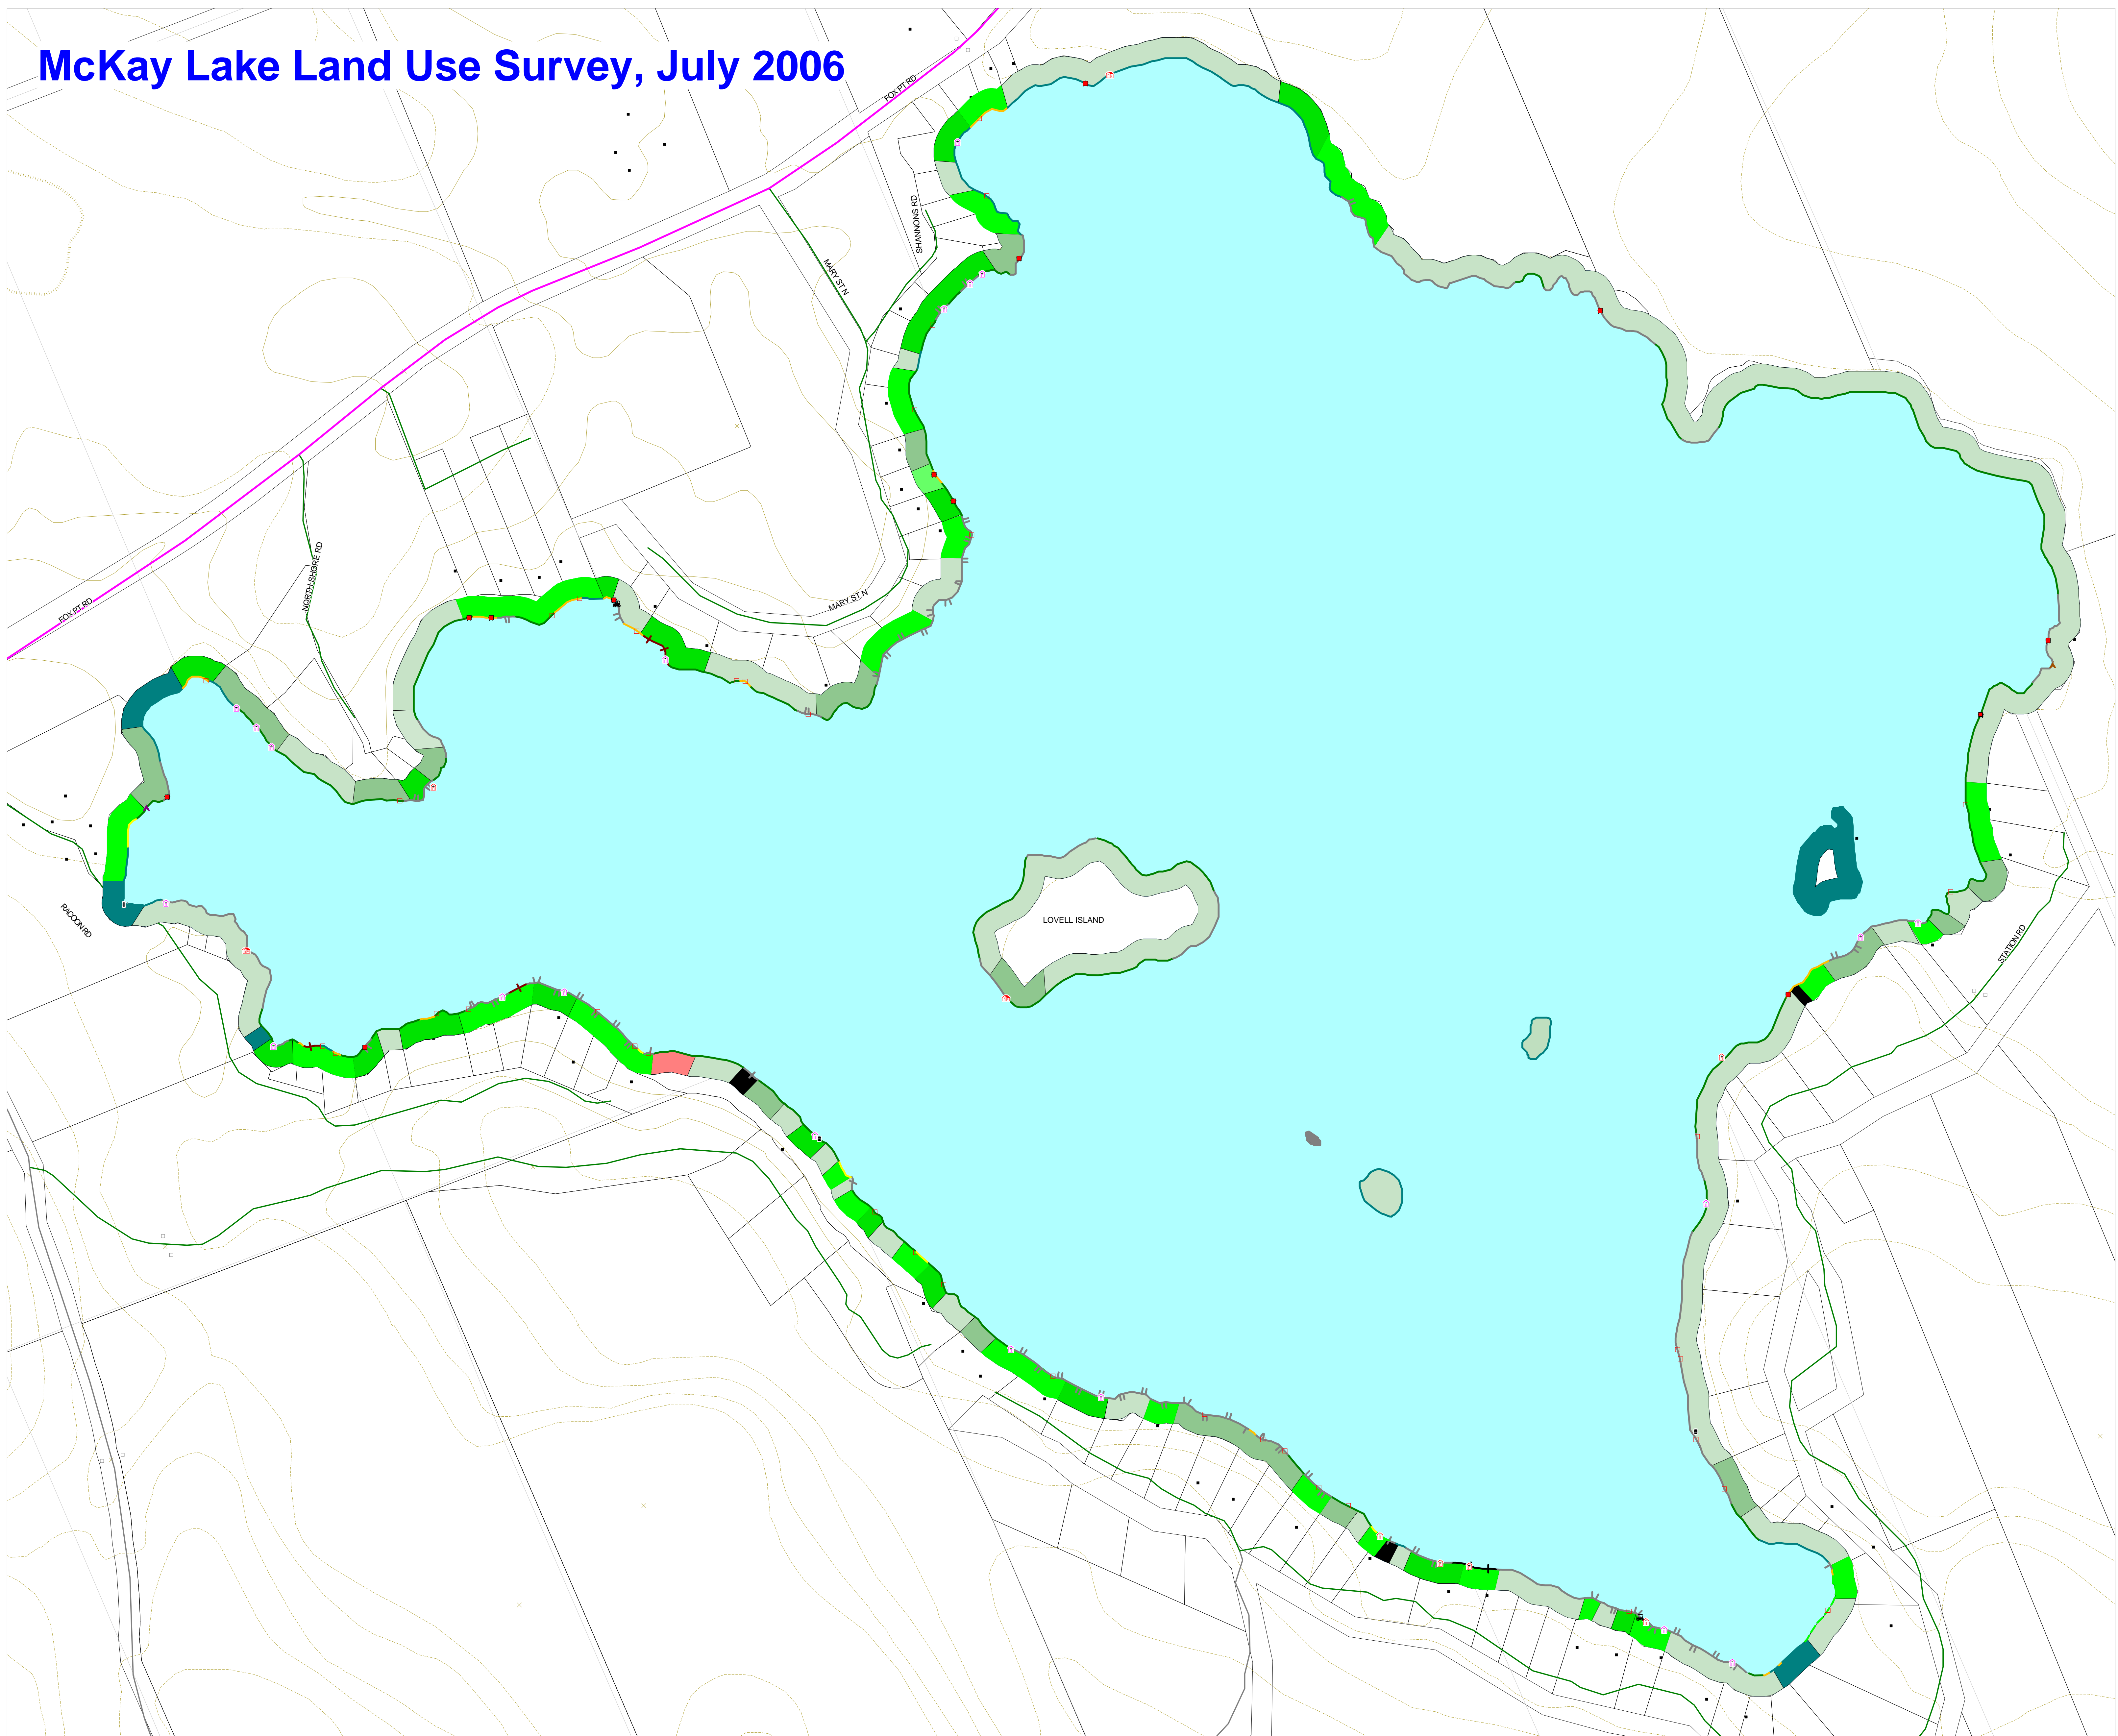 McKay Lake Land Use Survey, July 2006
FOX PT RD
SHANNONS RD
MARY ST N
NORTH SHORE RD
MARY ST N
FOX PT RD
RACOON RD
LOVELL ISLAND
STATION RD